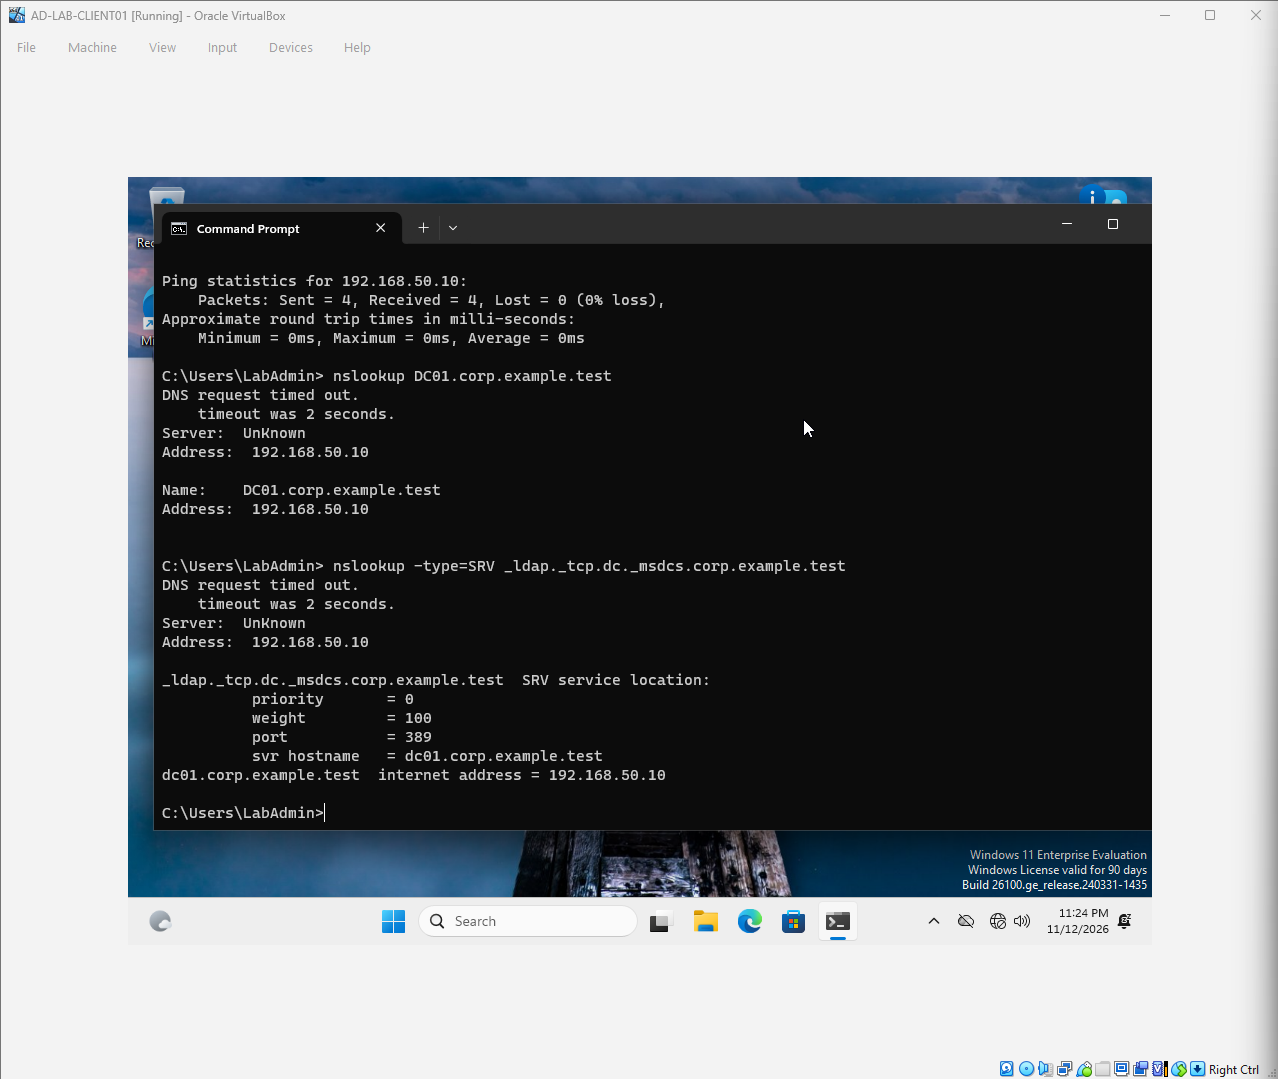 AD-LAB-CLIENT01 [Running] - Oracle VirtualBox
File Machine View Input Devices Help
Command Prompt
Ping statistics for 192.168.50.10:
Packets: Sent = 4, Received = 4, Lost = 0 (0% loss),
Approximate round trip times in milli-seconds:
Minimum = 0ms, Maximum = 0ms, Average = 0ms
C:\Users\LabAdmin> nslookup DC01.corp.example.test
DNS request timed out.
timeout was 2 seconds.
Server: UnKnown
Address: 192.168.50.10
Name: DC01.corp.example.test
Address: 192.168.50.10
C:\Users\LabAdmin> nslookup -type=SRV _ldap._tcp.dc._msdcs.corp.example.test
DNS request timed out.
timeout was 2 seconds.
Server: UnKnown
Address: 192.168.50.10
_ldap._tcp.dc._msdcs.corp.example.test SRV service location:
priority = 0
weight = 100
port = 389
svr hostname = dc01.corp.example.test
dc01.corp.example.test internet address = 192.168.50.10
C:\Users\LabAdmin>
Windows 11 Enterprise Evaluation
Windows License valid for 90 days
Build 26100.ge_release.240331-1435
Search
11:24 PM
11/12/2026
Right Ctrl